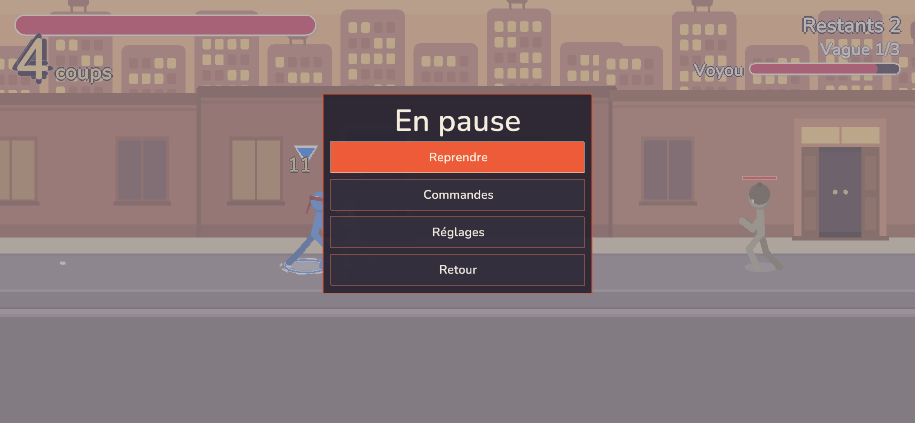 Restants 2
Vague 1/3
4 coups
Voyou
En pause
Reprendre
11
Commandes
Réglages
Retour